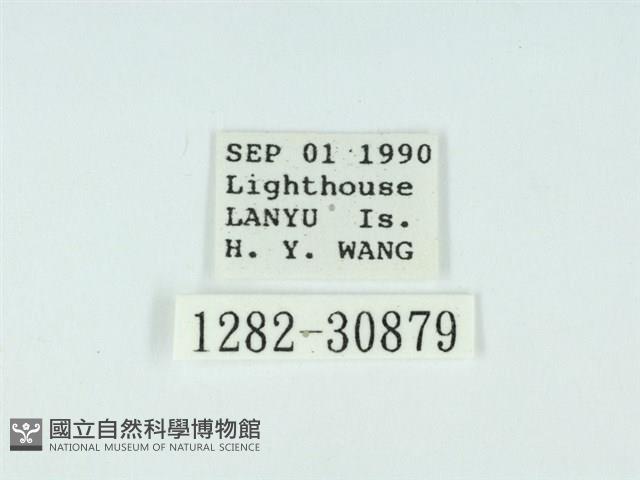 SEP 01 1990
Lighthouse
LANYU Is.
H. Y. WANG
1282-30879
國立自然科學博物館
NATIONAL MUSEUM OF NATURAL SCIENCE